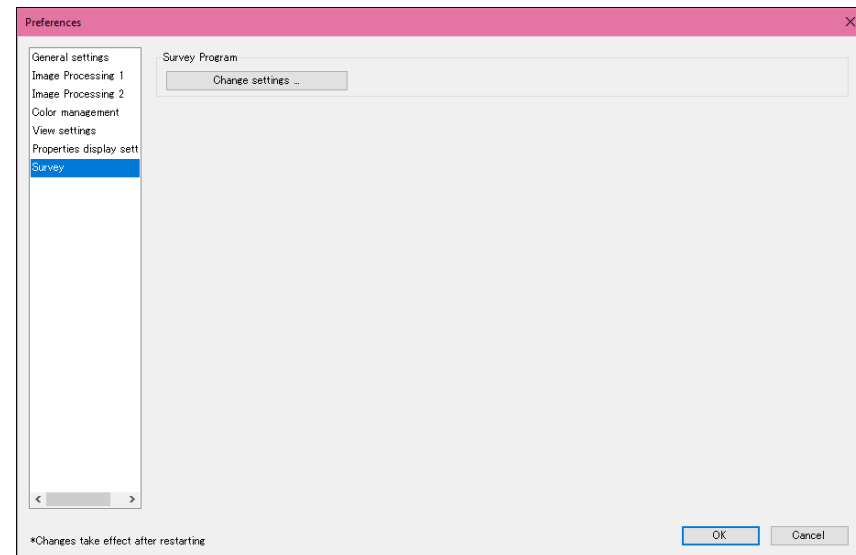 Preferences
General settings
Image Processing 1
Image Processing 2
Color management
View settings
Properties display sett
Survey
Survey Program
Change settings ...
*Changes take effect after restarting
OK
Cancel